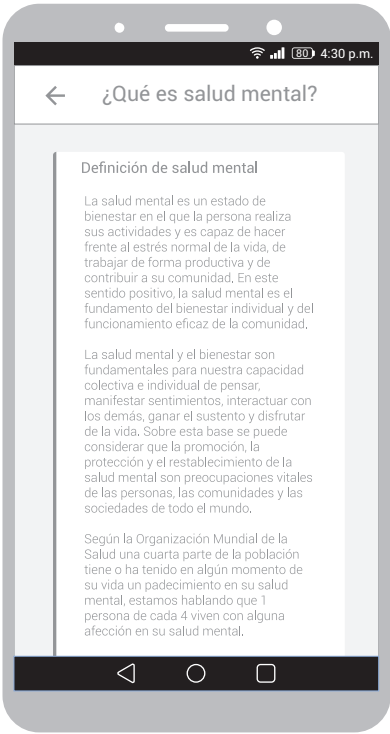 80 4:30 p.m.
¿Qué es salud mental?
Definición de salud mental
La salud mental es un estado de
bienestar en el que la persona realiza
sus actividades y es capaz de hacer
frente al estrés normal de la vida, de
trabajar de forma productiva y de
contribuir a su comunidad. En este
sentido positivo, la salud mental es el
fundamento del bienestar individual y del
funcionamiento eficaz de la comunidad.
La salud mental y el bienestar son
fundamentales para nuestra capacidad
colectiva e individual de pensar,
manifestar sentimientos, interactuar con
los demás, ganar el sustento y disfrutar
de la vida. Sobre esta base se puede
considerar que la promoción, la
protección y el restablecimiento de la
salud mental son preocupaciones vitales
de las personas, las comunidades y las
sociedades de todo el mundo.
Según la Organización Mundial de la
Salud una cuarta parte de la población
tiene o ha tenido en algún momento de
su vida un padecimiento en su salud
mental, estamos hablando que 1
persona de cada 4 viven con alguna
afección en su salud mental.